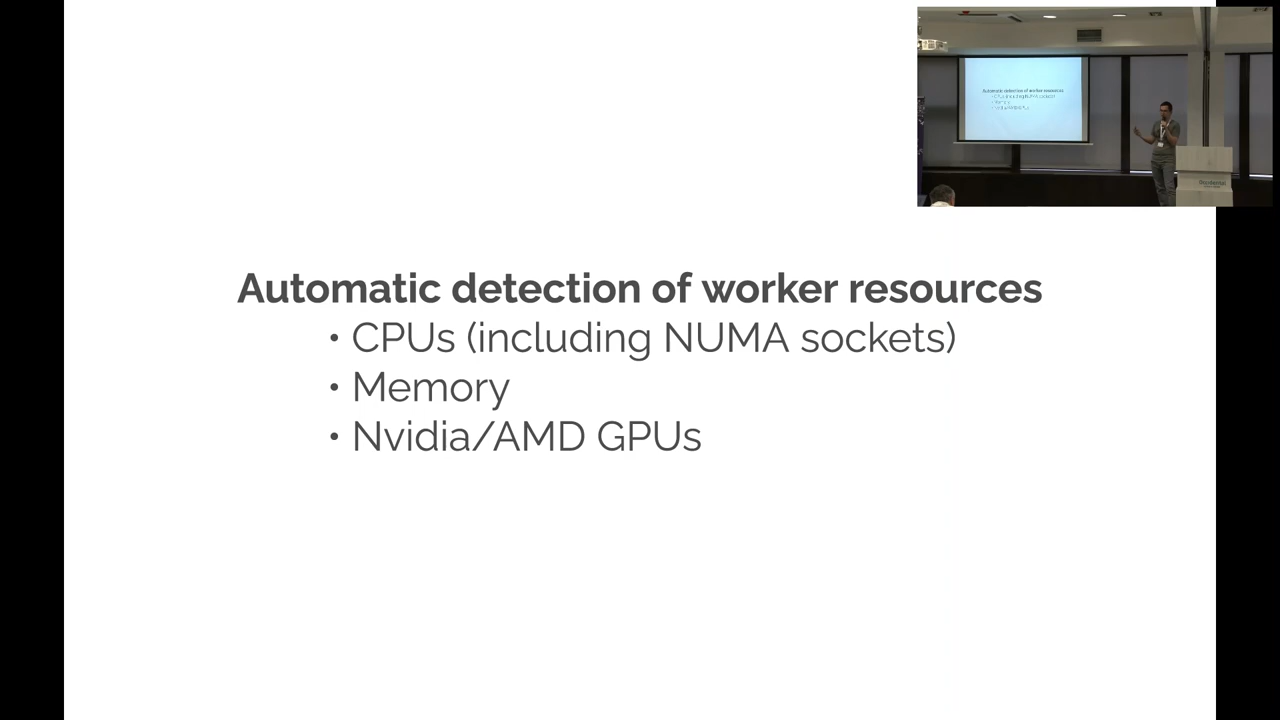 Automatic detection of worker resources
• CPUs (including NUMA sockets)
• Memory
• Nvidia/AMD GPUs